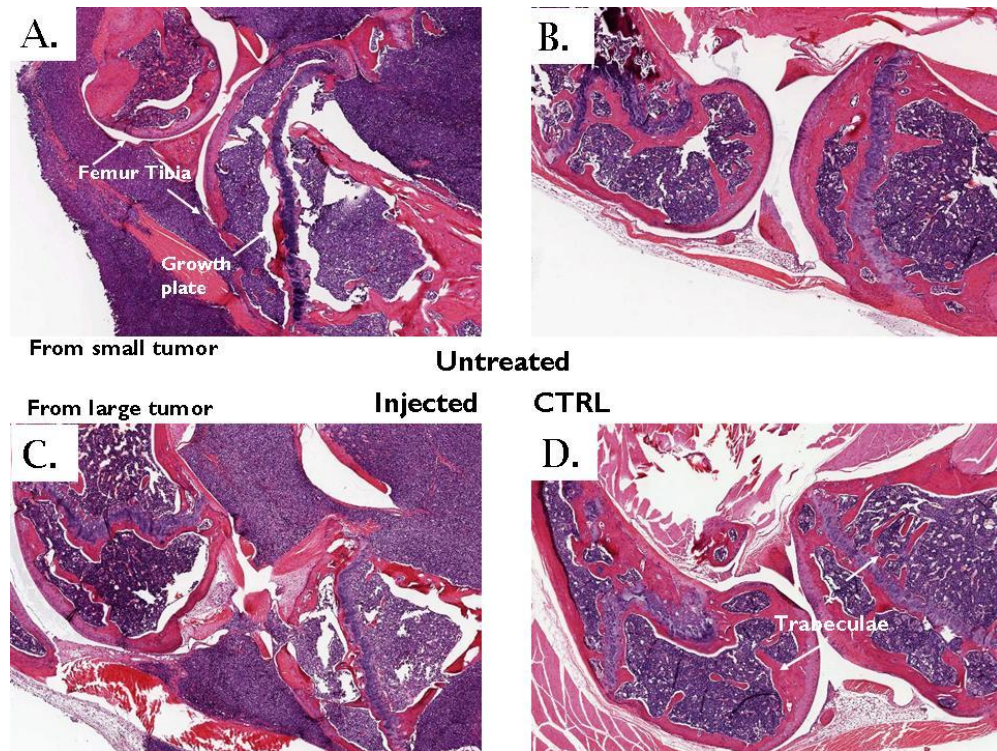 A.
B.
Femur Tibia
Growth
plate
From small tumor
Untreated
From large tumor
Injected
CTRL
C.
D.
Trabeculae